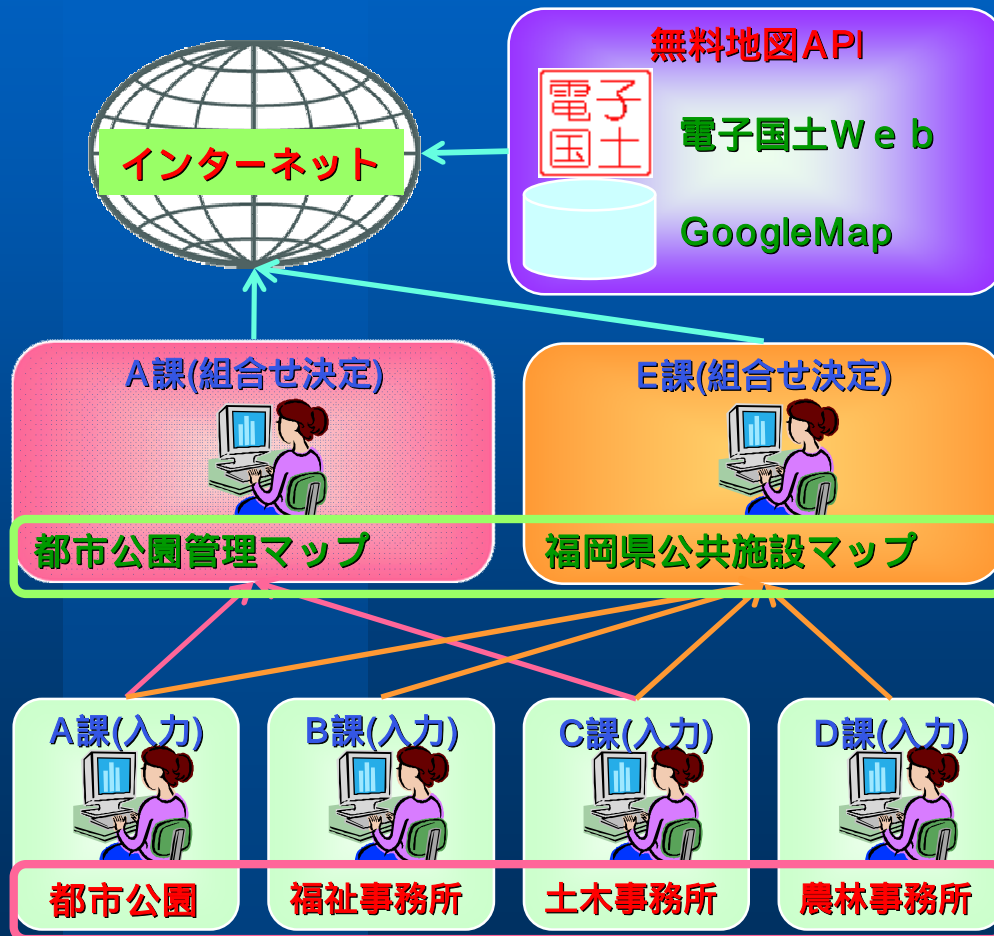 無料地図API
電子
国土
電子国土Ｗｅｂ
インターネット
GoogleMap
A課(組合せ決定)
E課(組合せ決定)
都市公園管理マップ
福岡県公共施設マップ
A課(入力)
B課(入力)
C課(入力)
D課(入力)
都市公園
福祉事務所
土木事務所
農林事務所